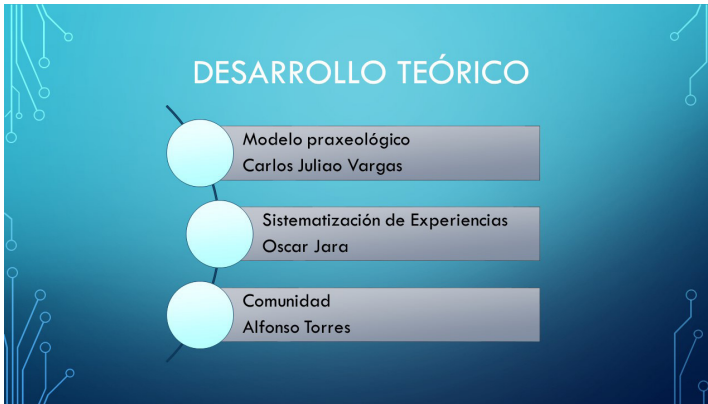 DESARROLLO TEÓRICO
Modelo praxeológico
Carlos Juliao Vargas
Sistematización de Experiencias
Oscar Jara
Comunidad
Alfonso Torres